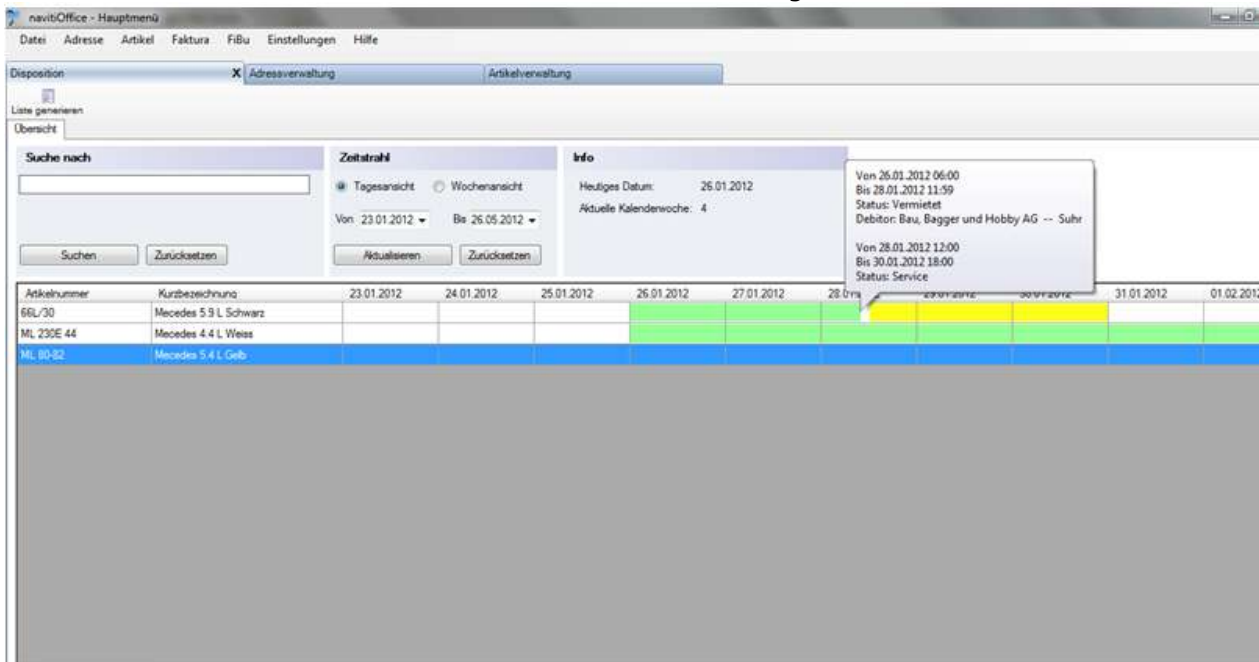 navitiOffice - Hauptmenü
Datei Adresse Artikel Faktura FiBu Einstellungen Hilfe
Disposition X Adressverwaltung Artikelverwaltung
Liste generieren
Übersicht
Suche nach Zeitstrahl Info
Tagesansicht Wochenansicht Heutiges Datum: 26.01.2012
Von 23.01.2012 Bis 26.05.2012 Aktuelle Kalenderwoche: 4
Suchen Zurücksetzen Aktualisieren Zurücksetzen
Von 26.01.2012 06:00
Bis 28.01.2012 11:59
Status: Vermietet
Debitor: Bau, Bagger und Hobby AG -- Suhr
Von 28.01.2012 12:00
Bis 30.01.2012 18:00
Status: Service
Artikelnummer Kurzbezeichnung 23.01.2012 24.01.2012 25.01.2012 26.01.2012 27.01.2012 31.01.2012 01.02.2012
66L/30 Mecedes 5.9 L Schwarz
ML 230E 44 Mecedes 4.4 L Weiss
ML 80-82 Mecedes 5.4 L Gelb